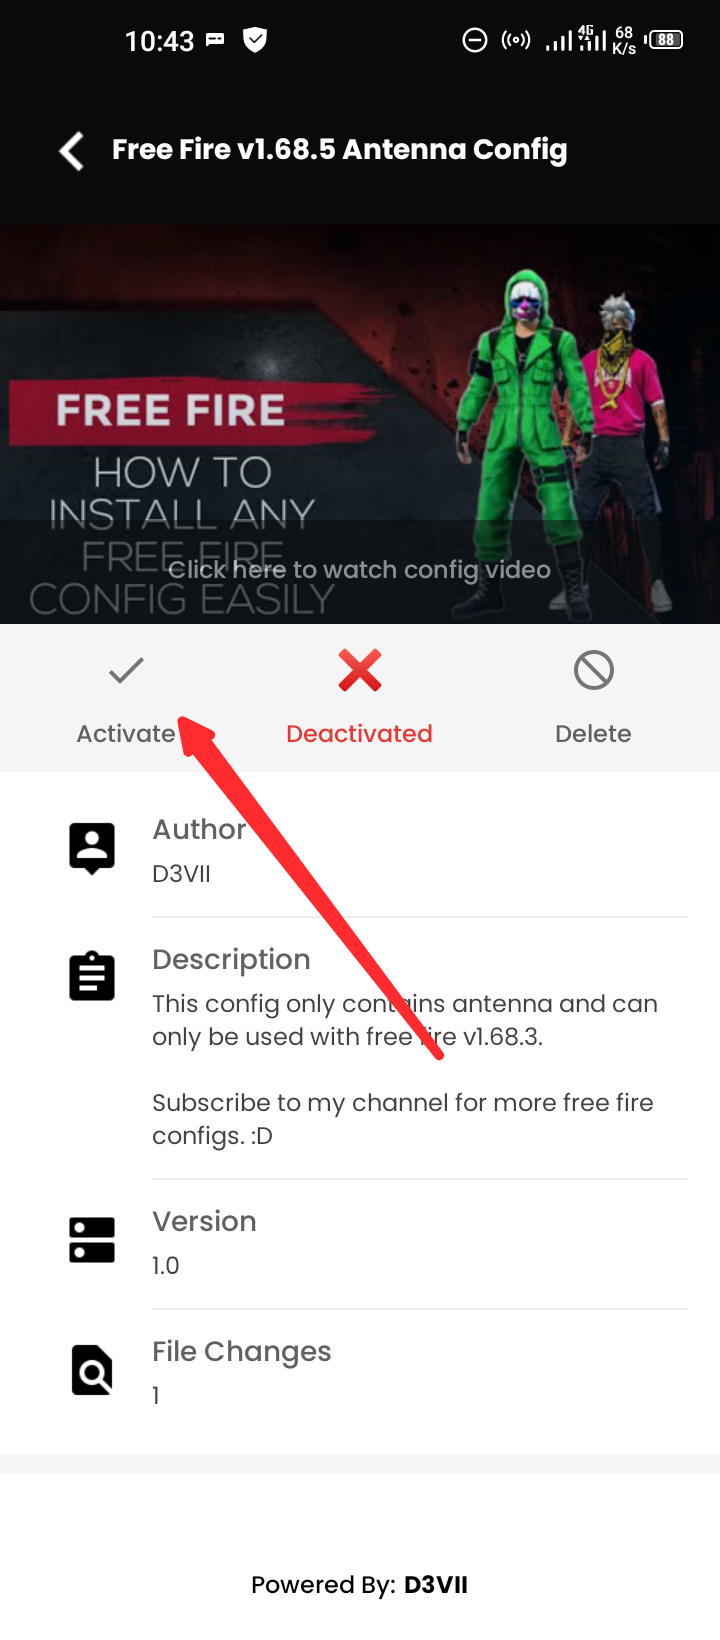 10:43
4G
68
K/s
88
Free Fire v1.68.5 Antenna Config
FREE FIRE
HOW TO
INSTALL ANY
FREE FIRE
CONFIG EASILY
Click here to watch config video
Activate
Deactivated
Delete
Author
D3VII
Description
This config only contains antenna and can
only be used with free fire v1.68.3.
Subscribe to my channel for more free fire
configs. :D
Version
1.0
File Changes
1
Powered By: D3VII